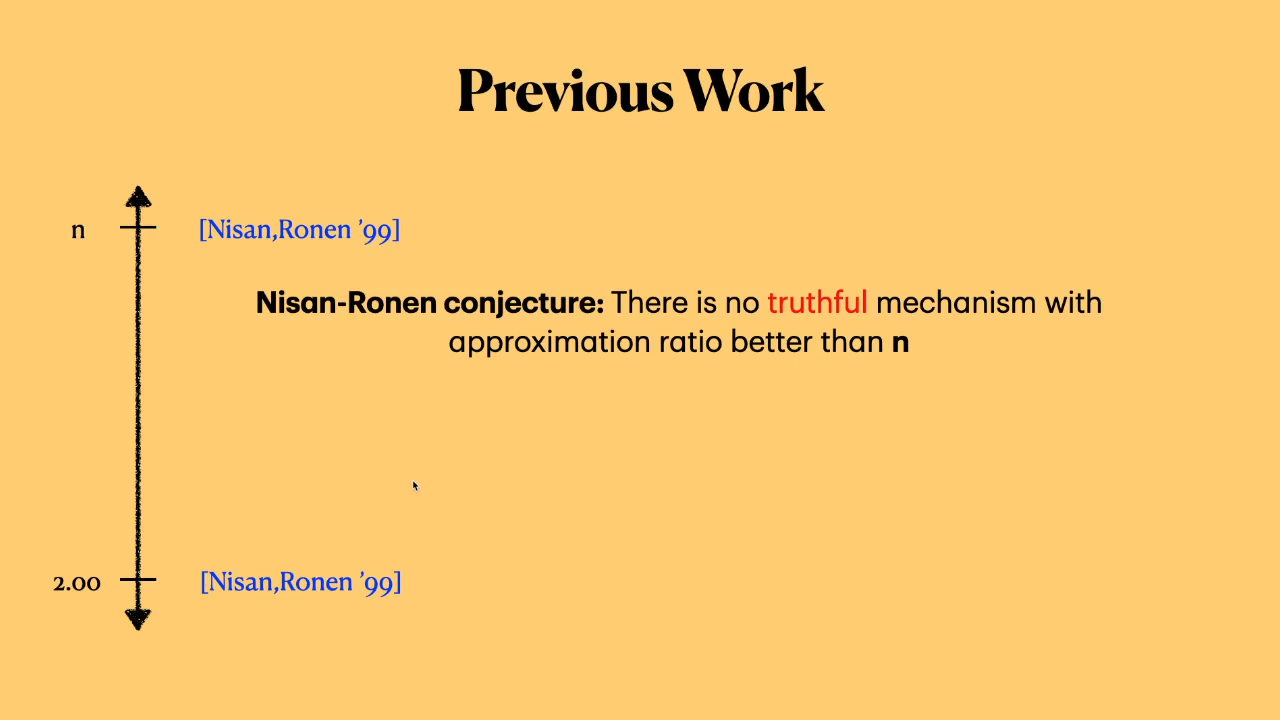 Previous Work
n [Nisan,Ronen ’99]
Nisan-Ronen conjecture: There is no truthful mechanism with
approximation ratio better than n
2.00 [Nisan,Ronen ’99]